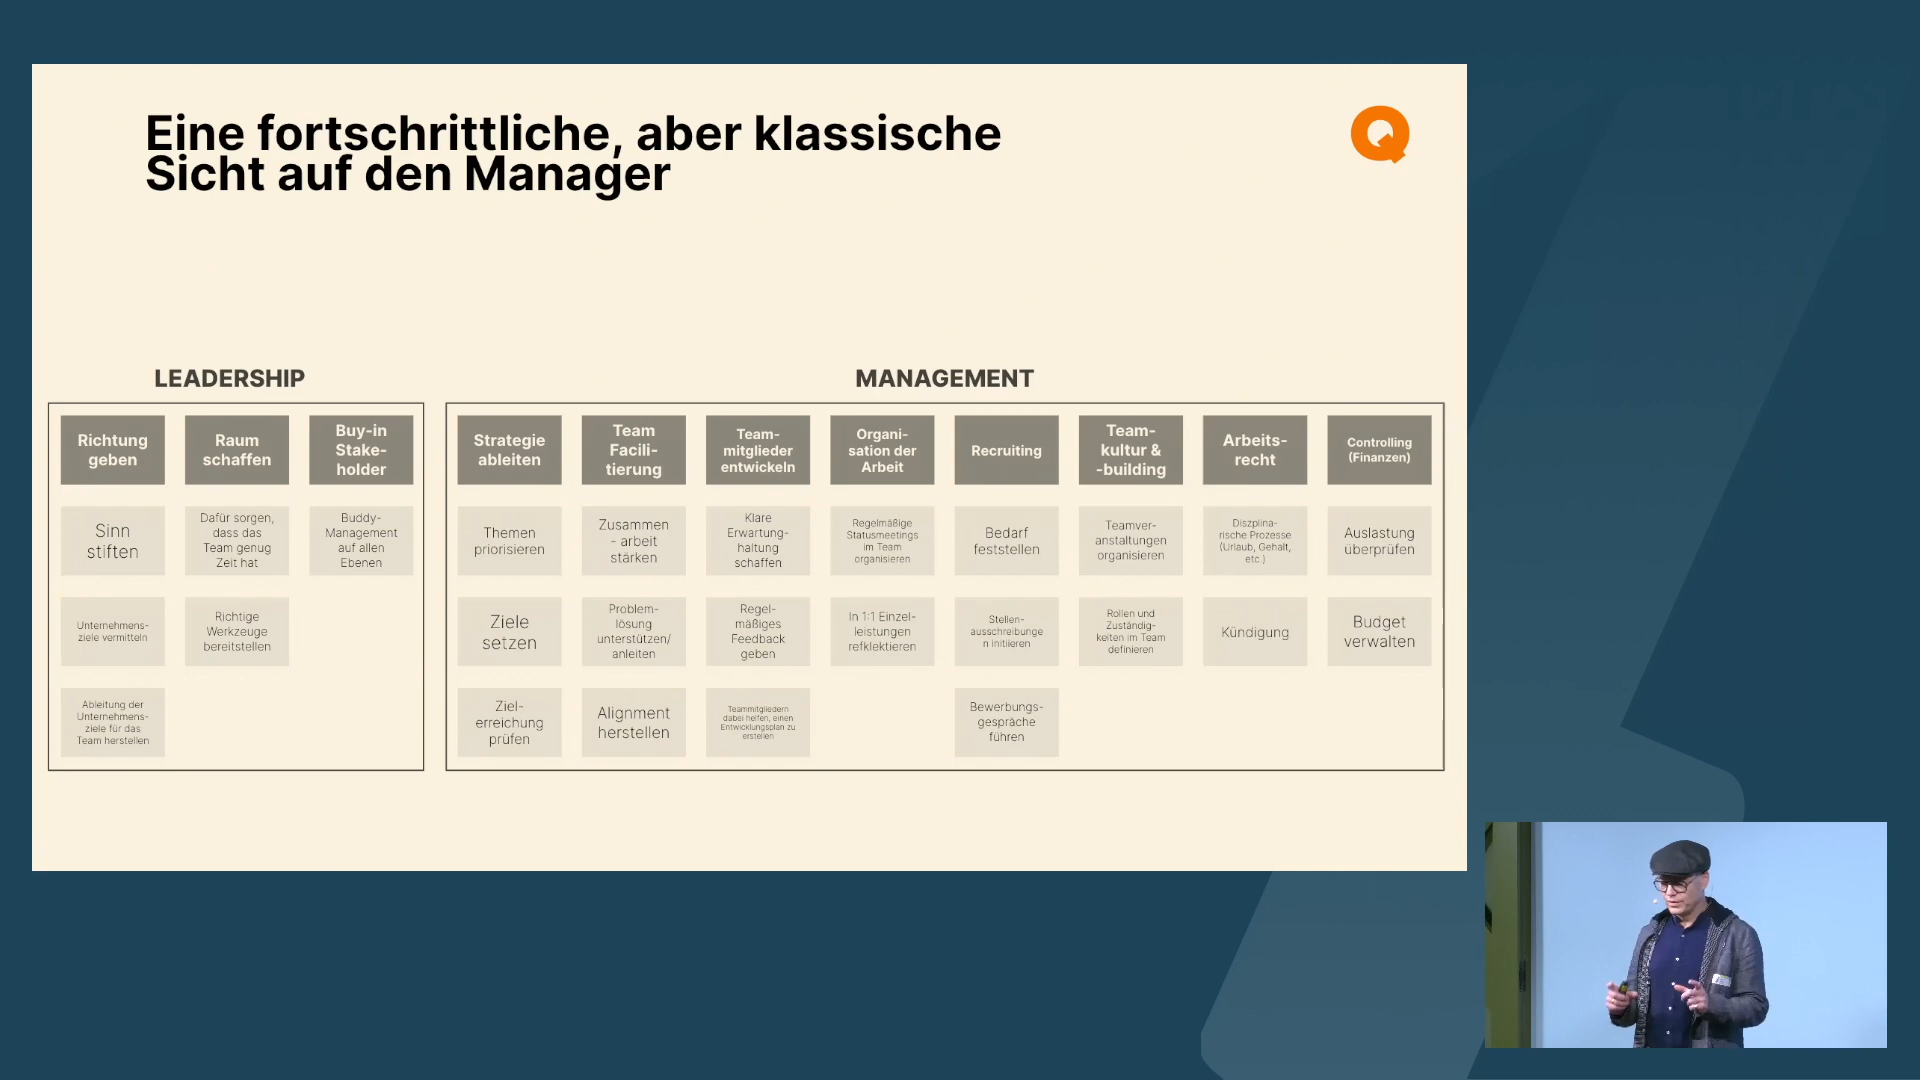 Eine fortschrittliche, aber klassische
Sicht auf den Manager
LEADERSHIP
Richtung
geben
Sinn
stiften
Unternehmens-
ziele vermitteln
Ableitung der
Unternehmens-
ziele für das
Team herstellen
Raum
schaffen
Dafür sorgen,
dass das
Team genug
Zeit hat
Richtige
Werkzeuge
bereitstellen
Buy-in
Stake-
holder
Buddy-
Management
auf allen
Ebenen
MANAGEMENT
Strategie
ableiten
Themen
priorisieren
Ziele
setzen
Ziel-
erreichung
prüfen
Team
Facili-
tierung
Zusammen
- arbeit
stärken
Problem-
lösung
unterstützen/
anleiten
Alignment
herstellen
Team-
mitglieder
entwickeln
Klare
Erwartung-
haltung
schaffen
Regel-
mäßiges
Feedback
geben
Teammitgliedern
dabei helfen, einen
Entwicklungsplan zu
erstellen
Organi-
sation der
Arbeit
Regelmäßige
Statusmeetings
im Team
organisieren
In 1:1 Einzel-
leistungen
refklektieren
Recruiting
Bedarf
feststellen
Stellen-
ausschreibunge
n initiieren
Bewerbungs-
gespräche
führen
Team-
kultur &
-building
Teamver-
anstaltungen
organisieren
Rollen und
Zuständig-
keiten im Team
definieren
Arbeits-
recht
Diszplina-
rische Prozesse
(Urlaub, Gehalt,
etc.)
Kündigung
Controlling
(Finanzen)
Auslastung
überprüfen
Budget
verwalten